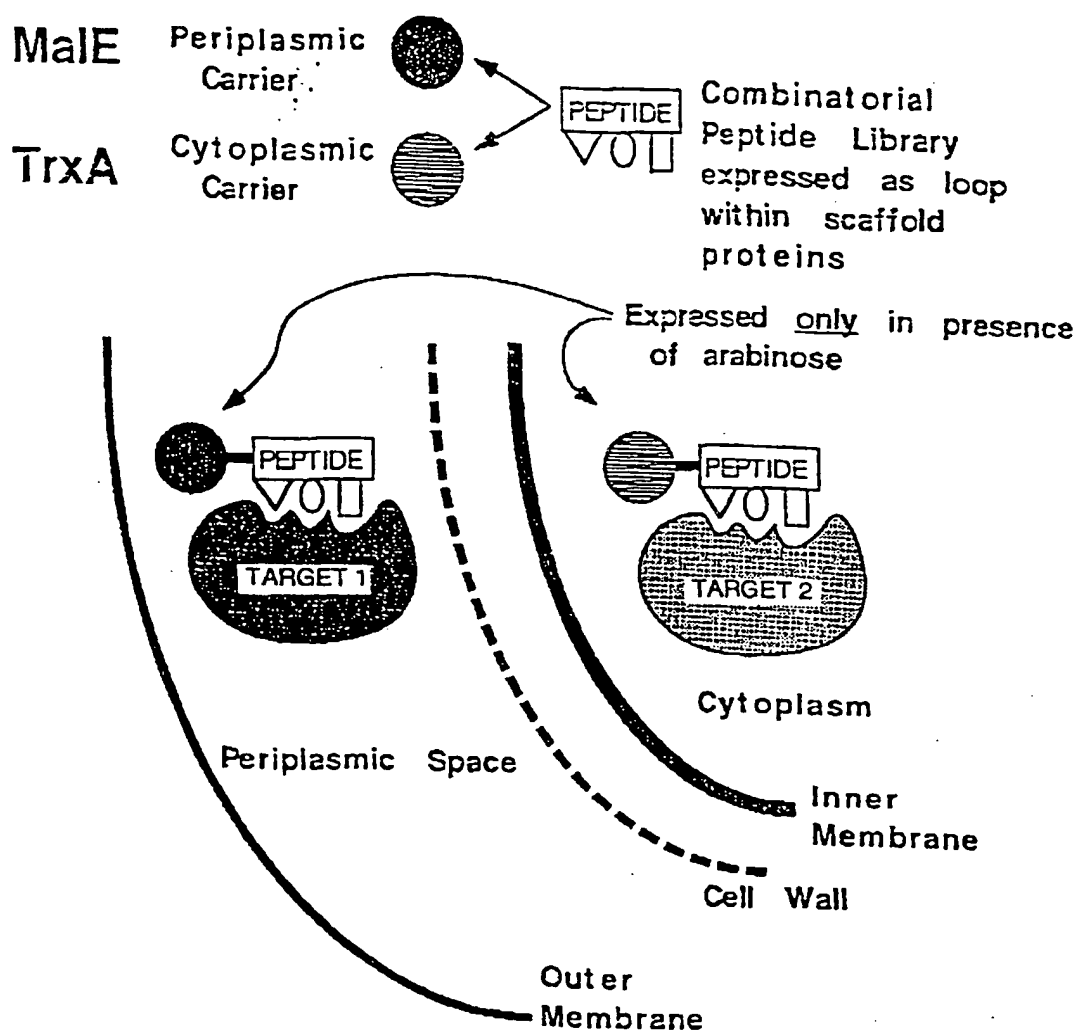 MalE
Periplasmic
Carrier
TrxA
Cytoplasmic
Carrier
PEPTIDE
Combinatorial
Peptide Library
expressed as loop
within scaffold
proteins
Expressed only in presence
of arabinose
PEPTIDE
TARGET 1
PEPTIDE
TARGET 2
Cytoplasm
Periplasmic Space
Inner
Membrane
Cell Wall
Outer
Membrane